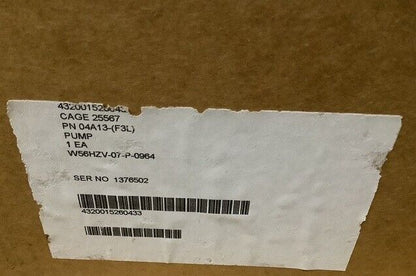 CAGE 25567
PN 04A13-(F3L)
PUMP
1 EA
W56HZV-07-P-0964
SER NO 1376502
4320015260433